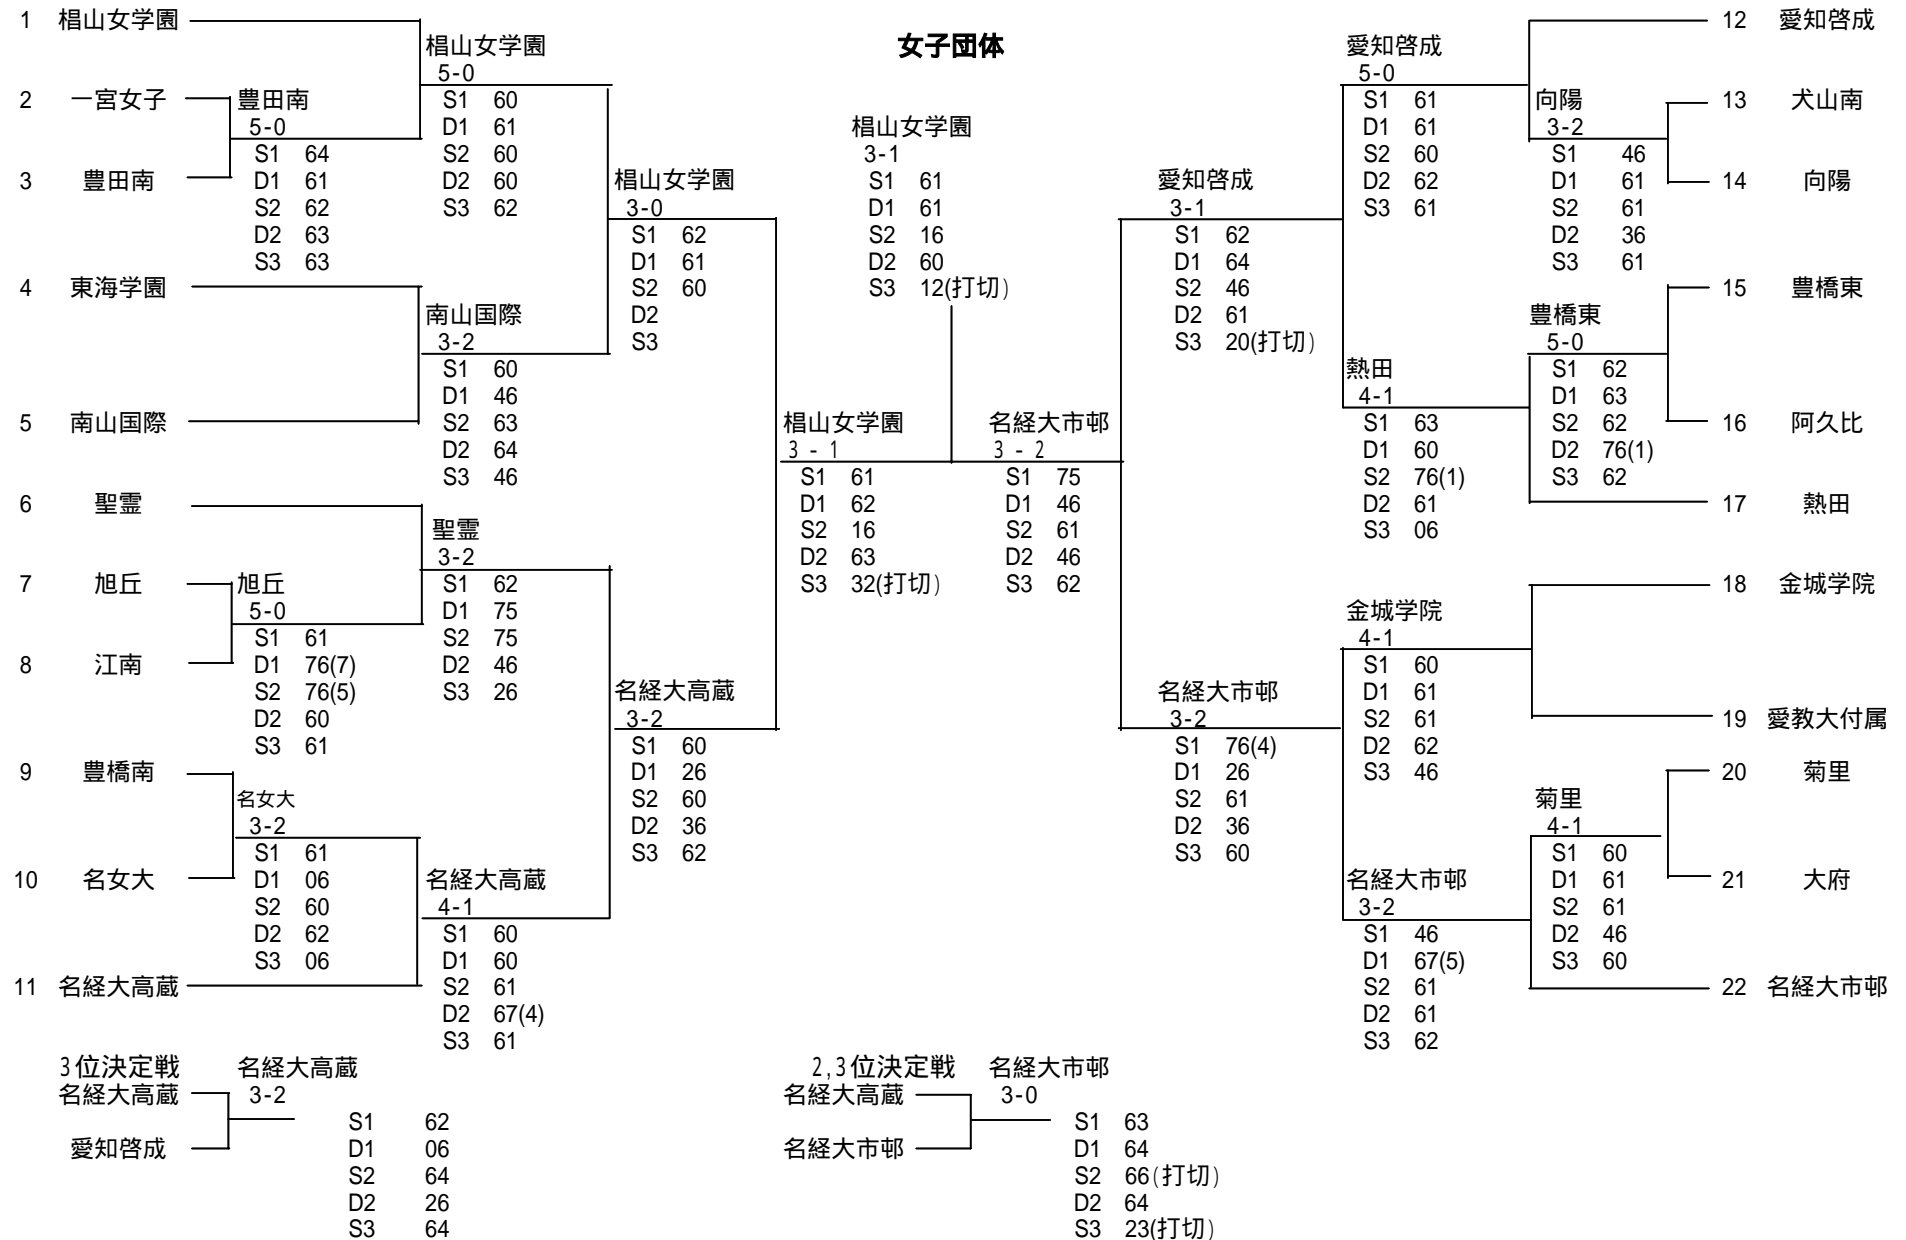 女子団体
1 椙山女学園
2 一宮女子
3 豊田南
4 東海学園
5 南山国際
6 聖霊
7 旭丘
8 江南
9 豊橋南
10 名女大
11 名経大高蔵
豊田南
5-0
S1 64
D1 61
S2 62
D2 63
S3 63
旭丘
5-0
S1 61
D1 76(7)
S2 76(5)
D2 60
S3 61
名女大
3-2
S1 61
D1 06
S2 60
D2 62
S3 06
椙山女学園
5-0
S1 60
D1 61
S2 60
D2 60
S3 62
南山国際
3-2
S1 60
D1 46
S2 63
D2 64
S3 46
聖霊
3-2
S1 62
D1 75
S2 75
D2 46
S3 26
名経大高蔵
4-1
S1 60
D1 60
S2 61
D2 67(4)
S3 61
椙山女学園
3-0
S1 62
D1 61
S2 60
D2
S3
名経大高蔵
3-2
S1 60
D1 26
S2 60
D2 36
S3 62
椙山女学園
3 - 1
S1 61
D1 62
S2 16
D2 63
S3 32(打切)
椙山女学園
3-1
S1 61
D1 61
S2 16
D2 60
S3 12(打切)
名経大市邨
3 - 2
S1 75
D1 46
S2 61
D2 46
S3 62
愛知啓成
3-1
S1 62
D1 64
S2 46
D2 61
S3 20(打切)
名経大市邨
3-2
S1 76(4)
D1 26
S2 61
D2 36
S3 60
愛知啓成
5-0
S1 61
D1 61
S2 60
D2 62
S3 61
熱田
4-1
S1 63
D1 60
S2 76(1)
D2 61
S3 06
金城学院
4-1
S1 60
D1 61
S2 61
D2 62
S3 46
名経大市邨
3-2
S1 46
D1 67(5)
S2 61
D2 61
S3 62
向陽
3-2
S1 46
D1 61
S2 61
D2 36
S3 61
豊橋東
5-0
S1 62
D1 63
S2 62
D2 76(1)
S3 62
菊里
4-1
S1 60
D1 61
S2 61
D2 46
S3 60
12 愛知啓成
13 犬山南
14 向陽
15 豊橋東
16 阿久比
17 熱田
18 金城学院
19 愛教大付属
20 菊里
21 大府
22 名経大市邨
3位決定戦
名経大高蔵
愛知啓成
名経大高蔵
3-2
S1 62
D1 06
S2 64
D2 26
S3 64
2,3位決定戦
名経大高蔵
名経大市邨
名経大市邨
3-0
S1 63
D1 64
S2 66(打切)
D2 64
S3 23(打切)